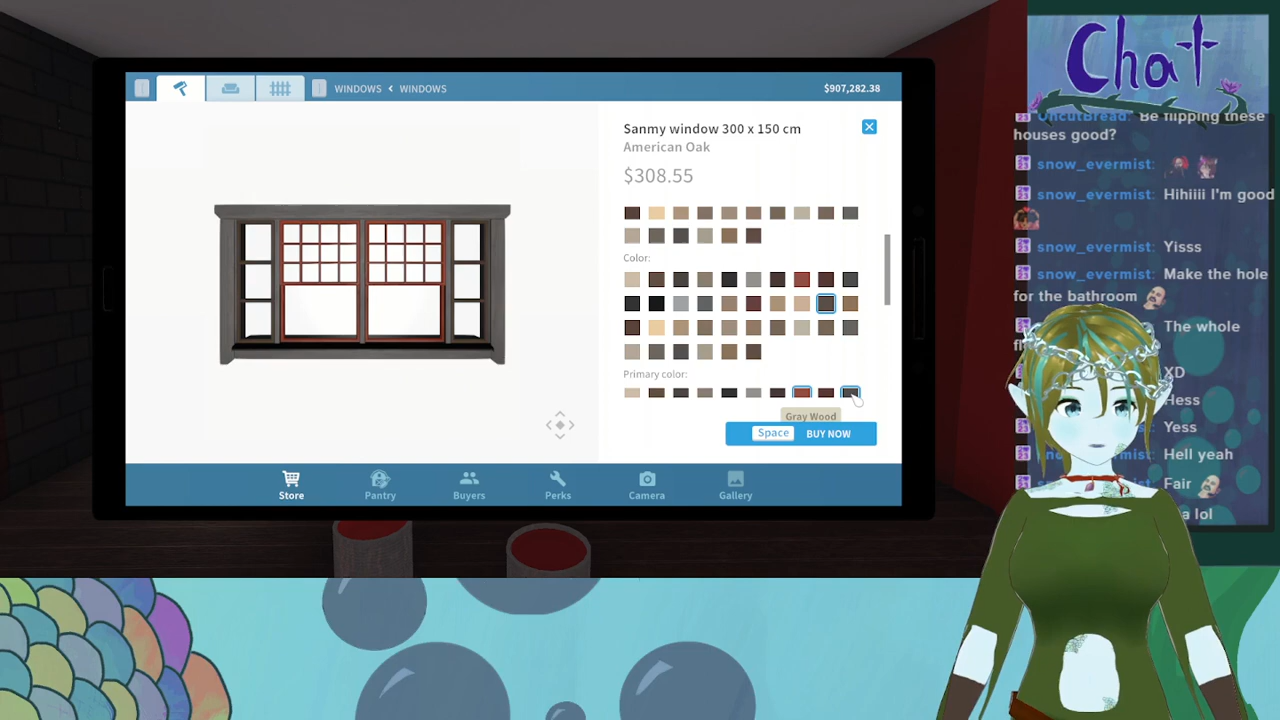 WINDOWS < WINDOWS
$907,282.38
Sanmy window 300 x 150 cm
American Oak
$308.55
Color:
Primary color:
Gray Wood
Space BUY NOW
Store
Pantry
Buyers
Perks
Camera
Gallery
Chat
UncutBread: Be flipping these
houses good?
snow_evermist:
snow_evermist: Hihiiii I'm good
snow_evermist: Yisss
snow_evermist: Make the hole
for the bathroom
The whole
XD
Hess
Yess
Hell yeah
Fair
lol